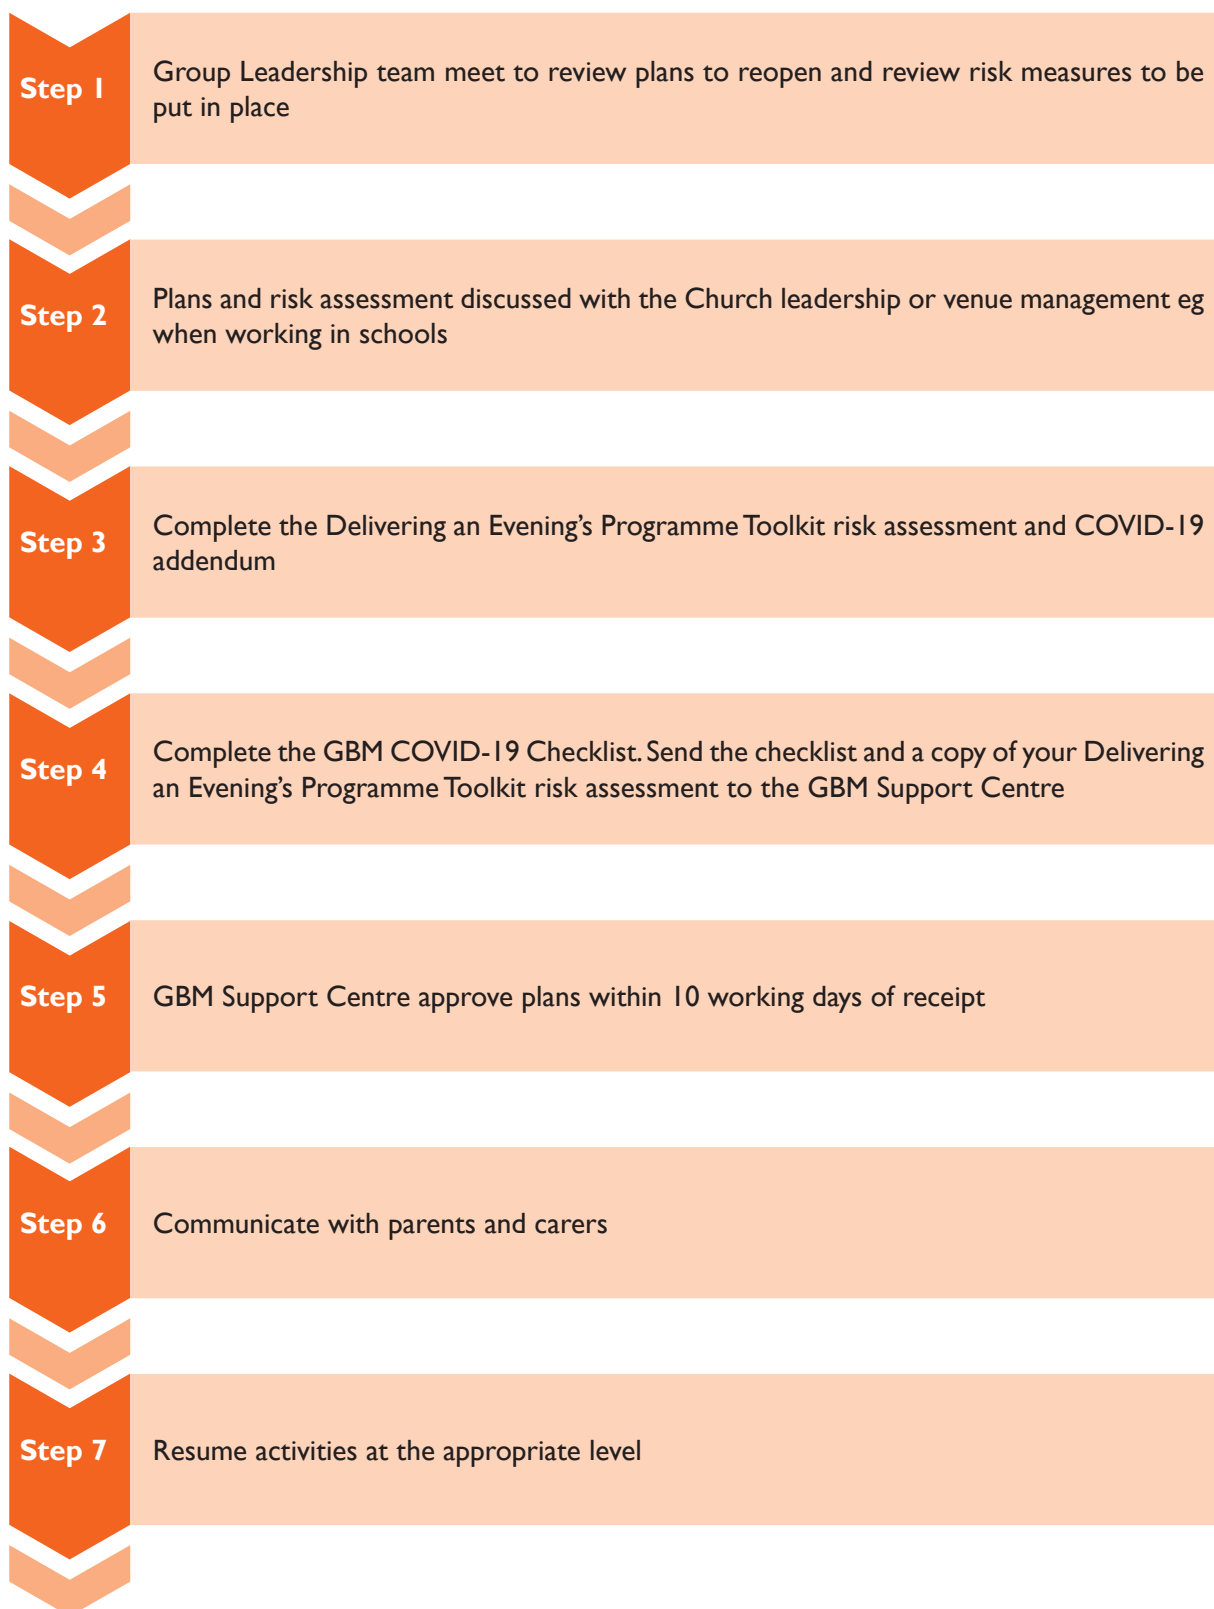 Step 1
Group Leadership team meet to review plans to reopen and review risk measures to be
put in place
Step 2
Plans and risk assessment discussed with the Church leadership or venue management eg
when working in schools
Step 3
Complete the Delivering an Evening’s Programme Toolkit risk assessment and COVID-19
addendum
Step 4
Complete the GBM COVID-19 Checklist. Send the checklist and a copy of your Delivering
an Evening’s Programme Toolkit risk assessment to the GBM Support Centre
Step 5
GBM Support Centre approve plans within 10 working days of receipt
Step 6
Communicate with parents and carers
Step 7
Resume activities at the appropriate level